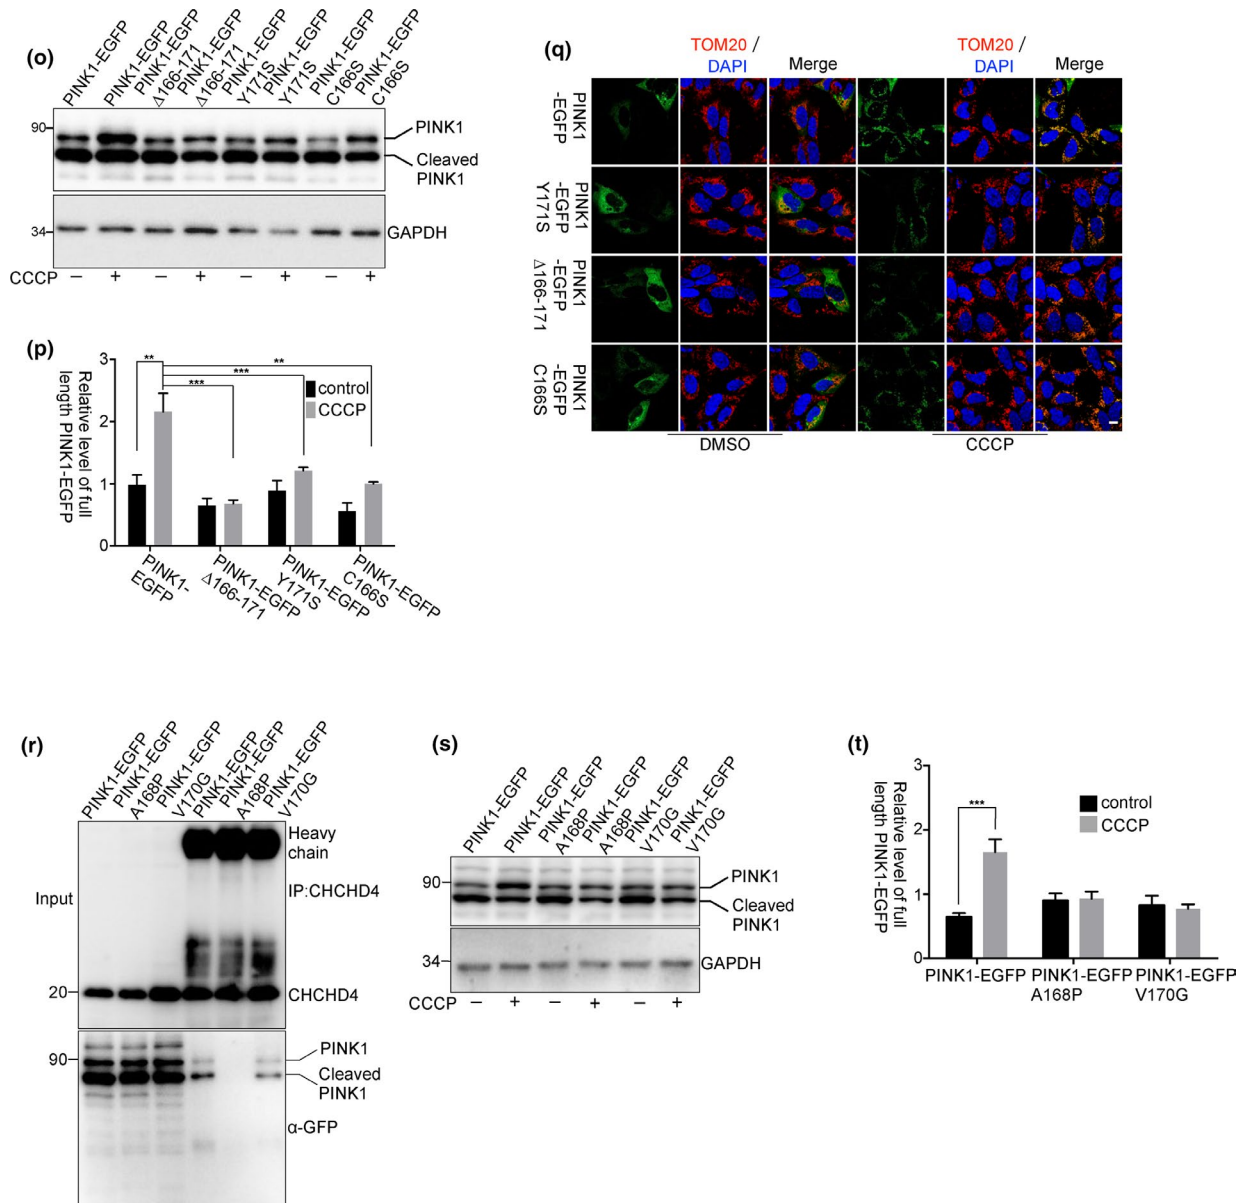 (o)
PINK1-EGFP
PINK1-EGFP
PINK1-EGFP
Δ166-171
PINK1-EGFP
Δ166-171
PINK1-EGFP
Y171S
PINK1-EGFP
Y171S
PINK1-EGFP
C166S
PINK1-EGFP
C166S
90
PINK1
Cleaved
PINK1
34
GAPDH
CCCP − + − + − + − +
(p)
Relative level of full
length PINK1-EGFP
3
2
1
0
** ** *** ***
control
CCCP
PINK1-
EGFP
PINK1-EGFP
Δ166-171
PINK1-EGFP
Y171S
PINK1-EGFP
C166S
(q)
TOM20 /
DAPI
Merge
TOM20 /
DAPI
Merge
PINK1
-EGFP
PINK1
-EGFP
Y171S
PINK1
-EGFP
Δ166-171
PINK1
-EGFP
C166S
DMSO
CCCP
(r)
PINK1-EGFP
PINK1-EGFP
A168P
PINK1-EGFP
V170G
PINK1-EGFP
PINK1-EGFP
A168P
PINK1-EGFP
V170G
Input
Heavy
chain
IP:CHCHD4
20
CHCHD4
90
PINK1
Cleaved
PINK1
α-GFP
(s)
PINK1-EGFP
PINK1-EGFP
PINK1-EGFP
A168P
PINK1-EGFP
A168P
PINK1-EGFP
V170G
PINK1-EGFP
V170G
90
PINK1
Cleaved
PINK1
34
GAPDH
CCCP − + − + − +
(t)
Relative level of full
length PINK1-EGFP
3
2
1
0
***
control
CCCP
PINK1-EGFP
PINK1-EGFP
A168P
PINK1-EGFP
V170G